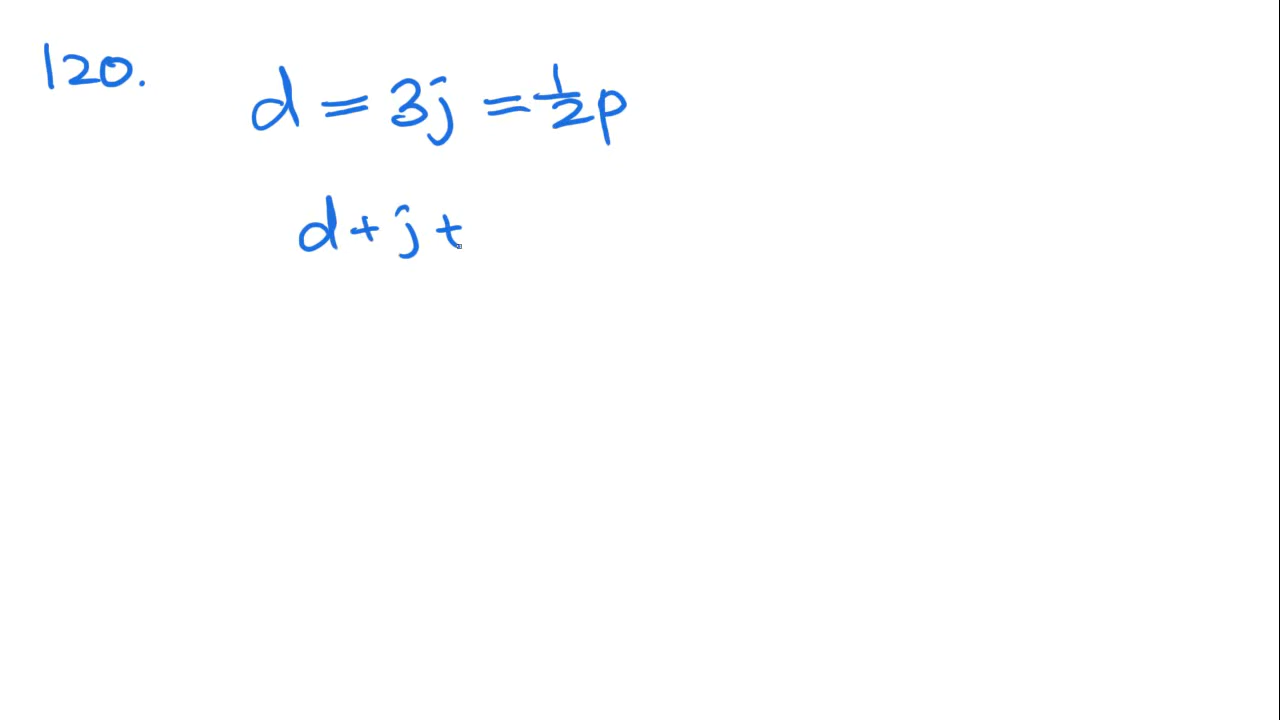 120.
d = 3j = ½p
d + j +